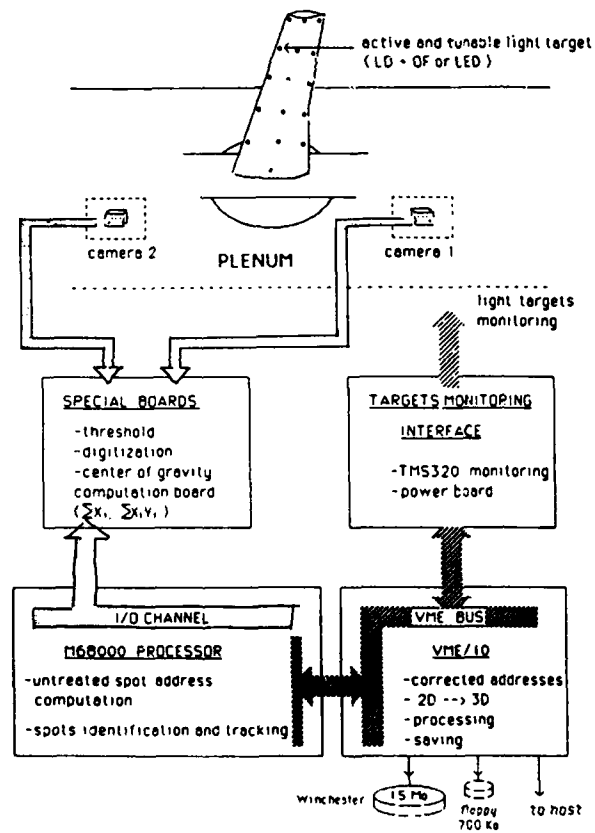 active and tunable light target
(LD + OF or LED)
camera 2
camera 1
PLENUM
light targets
monitoring
SPECIAL BOARDS
-threshold
-digitization
-center of gravity
computation board
(∑Xi, ∑XiYi)
TARGETS MONITORING
INTERFACE
-TMS320 monitoring
-power board
I/O CHANNEL
M68000 PROCESSOR
-untreated spot address
computation
-spots identification and tracking
VME BUS
VME/10
-corrected addresses
- 2D --> 3D
- processing
- saving
Winchester
15 Mo
floppy
700 Ko
to host